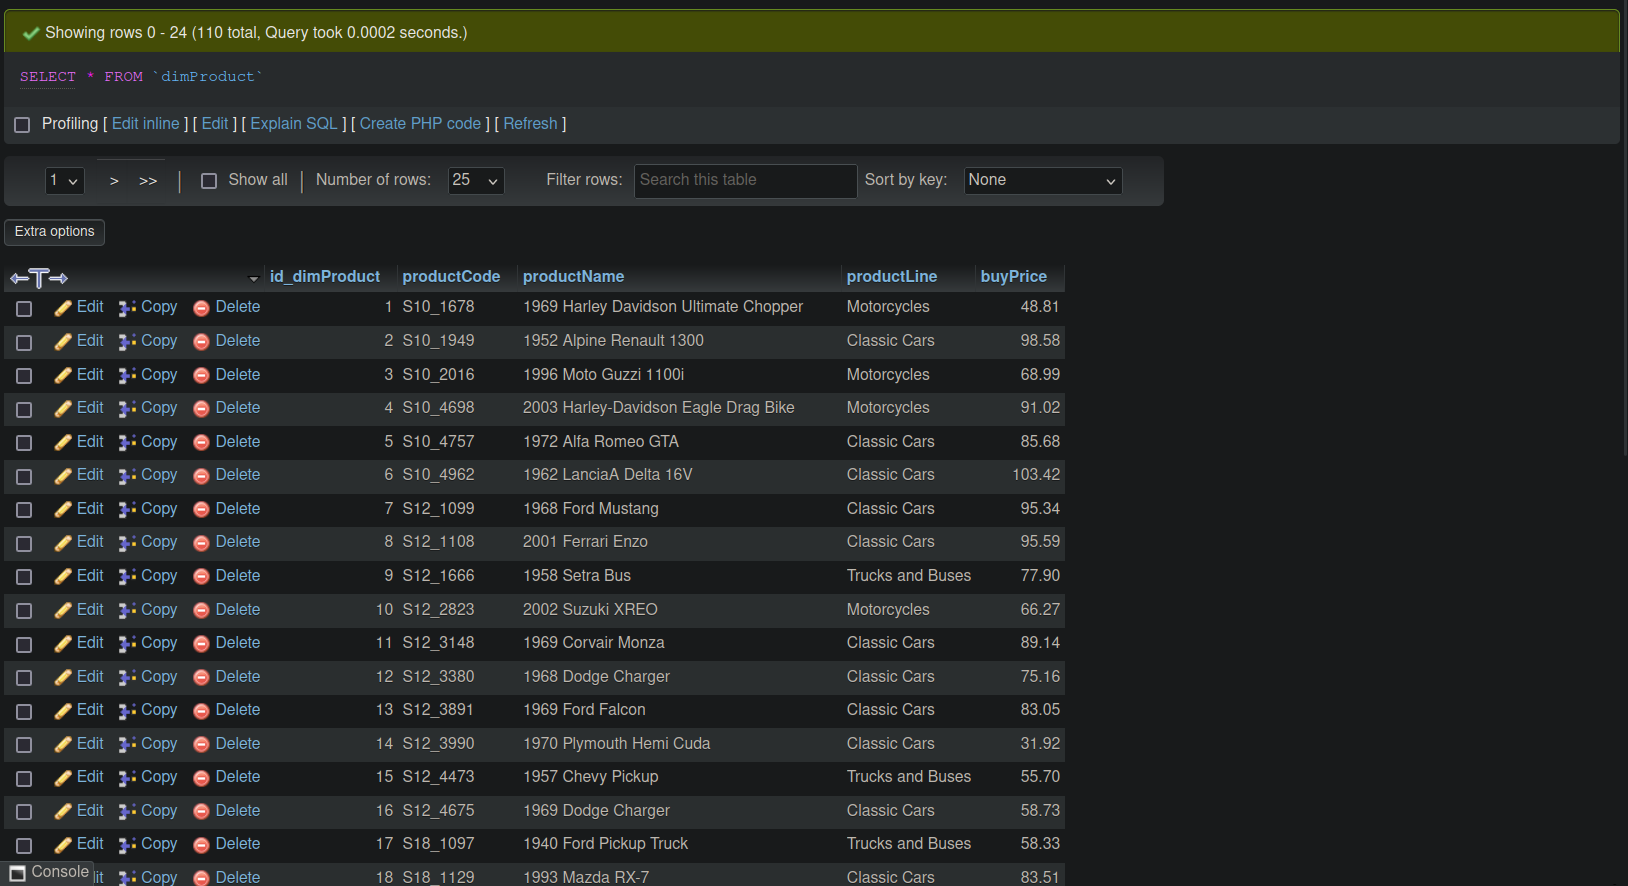 Showing rows 0 - 24 (110 total, Query took 0.0002 seconds.)
SELECT * FROM `dimProduct`
Profiling [ Edit inline ] [ Edit ] [ Explain SQL ] [ Create PHP code ] [ Refresh ]
1 > >> | Show all | Number of rows: 25 Filter rows: Search this table Sort by key: None
Extra options
id_dimProduct productCode productName productLine buyPrice
Edit Copy Delete 1 S10_1678 1969 Harley Davidson Ultimate Chopper Motorcycles 48.81
Edit Copy Delete 2 S10_1949 1952 Alpine Renault 1300 Classic Cars 98.58
Edit Copy Delete 3 S10_2016 1996 Moto Guzzi 1100i Motorcycles 68.99
Edit Copy Delete 4 S10_4698 2003 Harley-Davidson Eagle Drag Bike Motorcycles 91.02
Edit Copy Delete 5 S10_4757 1972 Alfa Romeo GTA Classic Cars 85.68
Edit Copy Delete 6 S10_4962 1962 LanciaA Delta 16V Classic Cars 103.42
Edit Copy Delete 7 S12_1099 1968 Ford Mustang Classic Cars 95.34
Edit Copy Delete 8 S12_1108 2001 Ferrari Enzo Classic Cars 95.59
Edit Copy Delete 9 S12_1666 1958 Setra Bus Trucks and Buses 77.90
Edit Copy Delete 10 S12_2823 2002 Suzuki XREO Motorcycles 66.27
Edit Copy Delete 11 S12_3148 1969 Corvair Monza Classic Cars 89.14
Edit Copy Delete 12 S12_3380 1968 Dodge Charger Classic Cars 75.16
Edit Copy Delete 13 S12_3891 1969 Ford Falcon Classic Cars 83.05
Edit Copy Delete 14 S12_3990 1970 Plymouth Hemi Cuda Classic Cars 31.92
Edit Copy Delete 15 S12_4473 1957 Chevy Pickup Trucks and Buses 55.70
Edit Copy Delete 16 S12_4675 1969 Dodge Charger Classic Cars 58.73
Edit Copy Delete 17 S18_1097 1940 Ford Pickup Truck Trucks and Buses 58.33
Console
it Copy Delete 18 S18_1129 1993 Mazda RX-7 Classic Cars 83.51